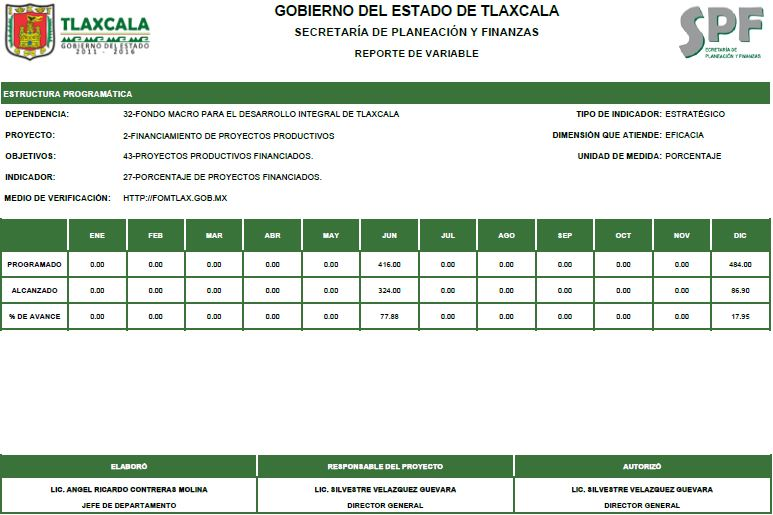 TLAXCALA
GOBIERNO DEL ESTADO
2011 - 2016
GOBIERNO DEL ESTADO DE TLAXCALA
SECRETARÍA DE PLANEACIÓN Y FINANZAS
REPORTE DE VARIABLE
SPF
SECRETARÍA DE
PLANEACIÓN Y FINANZAS
ESTRUCTURA PROGRAMÁTICA
DEPENDENCIA: 32-FONDO MACRO PARA EL DESARROLLO INTEGRAL DE TLAXCALA TIPO DE INDICADOR: ESTRATÉGICO
PROYECTO: 2-FINANCIAMIENTO DE PROYECTOS PRODUCTIVOS DIMENSIÓN QUE ATIENDE: EFICACIA
OBJETIVOS: 43-PROYECTOS PRODUCTIVOS FINANCIADOS. UNIDAD DE MEDIDA: PORCENTAJE
INDICADOR: 27-PORCENTAJE DE PROYECTOS FINANCIADOS.
MEDIO DE VERIFICACIÓN: HTTP://FOMTLAX.GOB.MX
ENE FEB MAR ABR MAY JUN JUL AGO SEP OCT NOV DIC
PROGRAMADO 0.00 0.00 0.00 0.00 0.00 416.00 0.00 0.00 0.00 0.00 0.00 484.00
ALCANZADO 0.00 0.00 0.00 0.00 0.00 324.00 0.00 0.00 0.00 0.00 0.00 86.90
% DE AVANCE 0.00 0.00 0.00 0.00 0.00 77.88 0.00 0.00 0.00 0.00 0.00 17.95
ELABORÓ RESPONSABLE DEL PROYECTO AUTORIZÓ
LIC. ANGEL RICARDO CONTRERAS MOLINA LIC. SILVESTRE VELAZQUEZ GUEVARA LIC. SILVESTRE VELAZQUEZ GUEVARA
JEFE DE DEPARTAMENTO DIRECTOR GENERAL DIRECTOR GENERAL